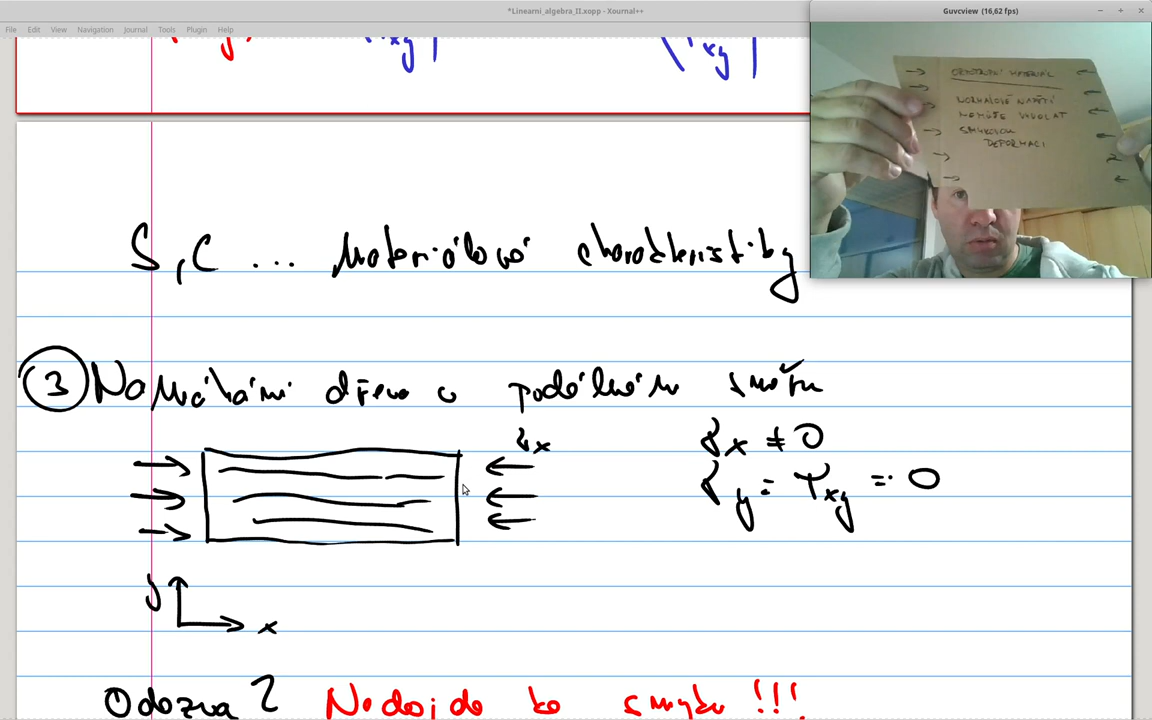 *Linearni_algebra_II.xopp - Xournal++
File Edit View Navigation Journal Tools Plugin Help
Guvcview (16,62 fps)
xy
xy
ORTOTROPNÍ MATERIÁL
NORMÁLOVÉ NAPĚTÍ
NEMŮŽE VYVOLAT
SMYKOVOU
DEFORMACI
S, C ... Materiálové charakteristiky
3 Namáhání dřeva v podélném směru
σx
σx ≠ 0
σy = τxy = 0
y
x
Odezva? Nedojde ke smyku !!!